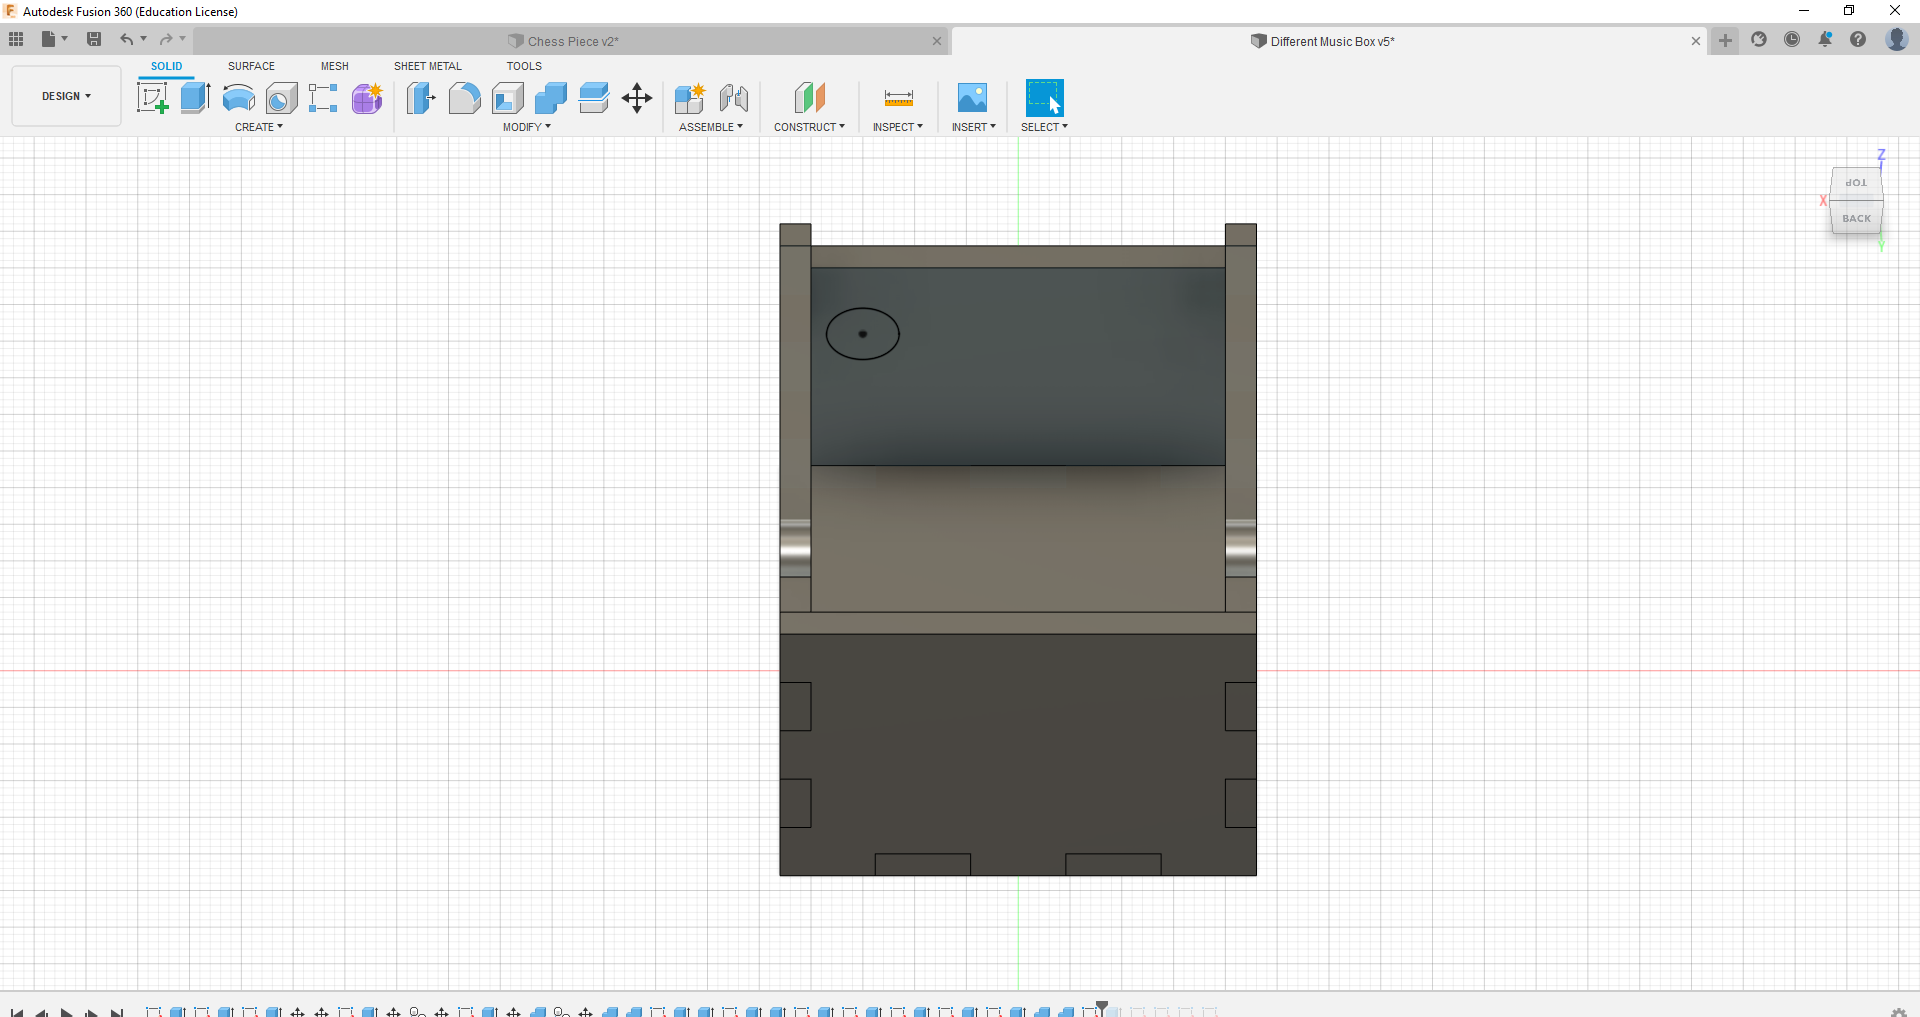 Autodesk Fusion 360 (Education License)
Chess Piece v2*
Different Music Box v5*
DESIGN
SOLID
SURFACE
MESH
SHEET METAL
TOOLS
CREATE
MODIFY
ASSEMBLE
CONSTRUCT
INSPECT
INSERT
SELECT
Z
TOP
X
BACK
Y